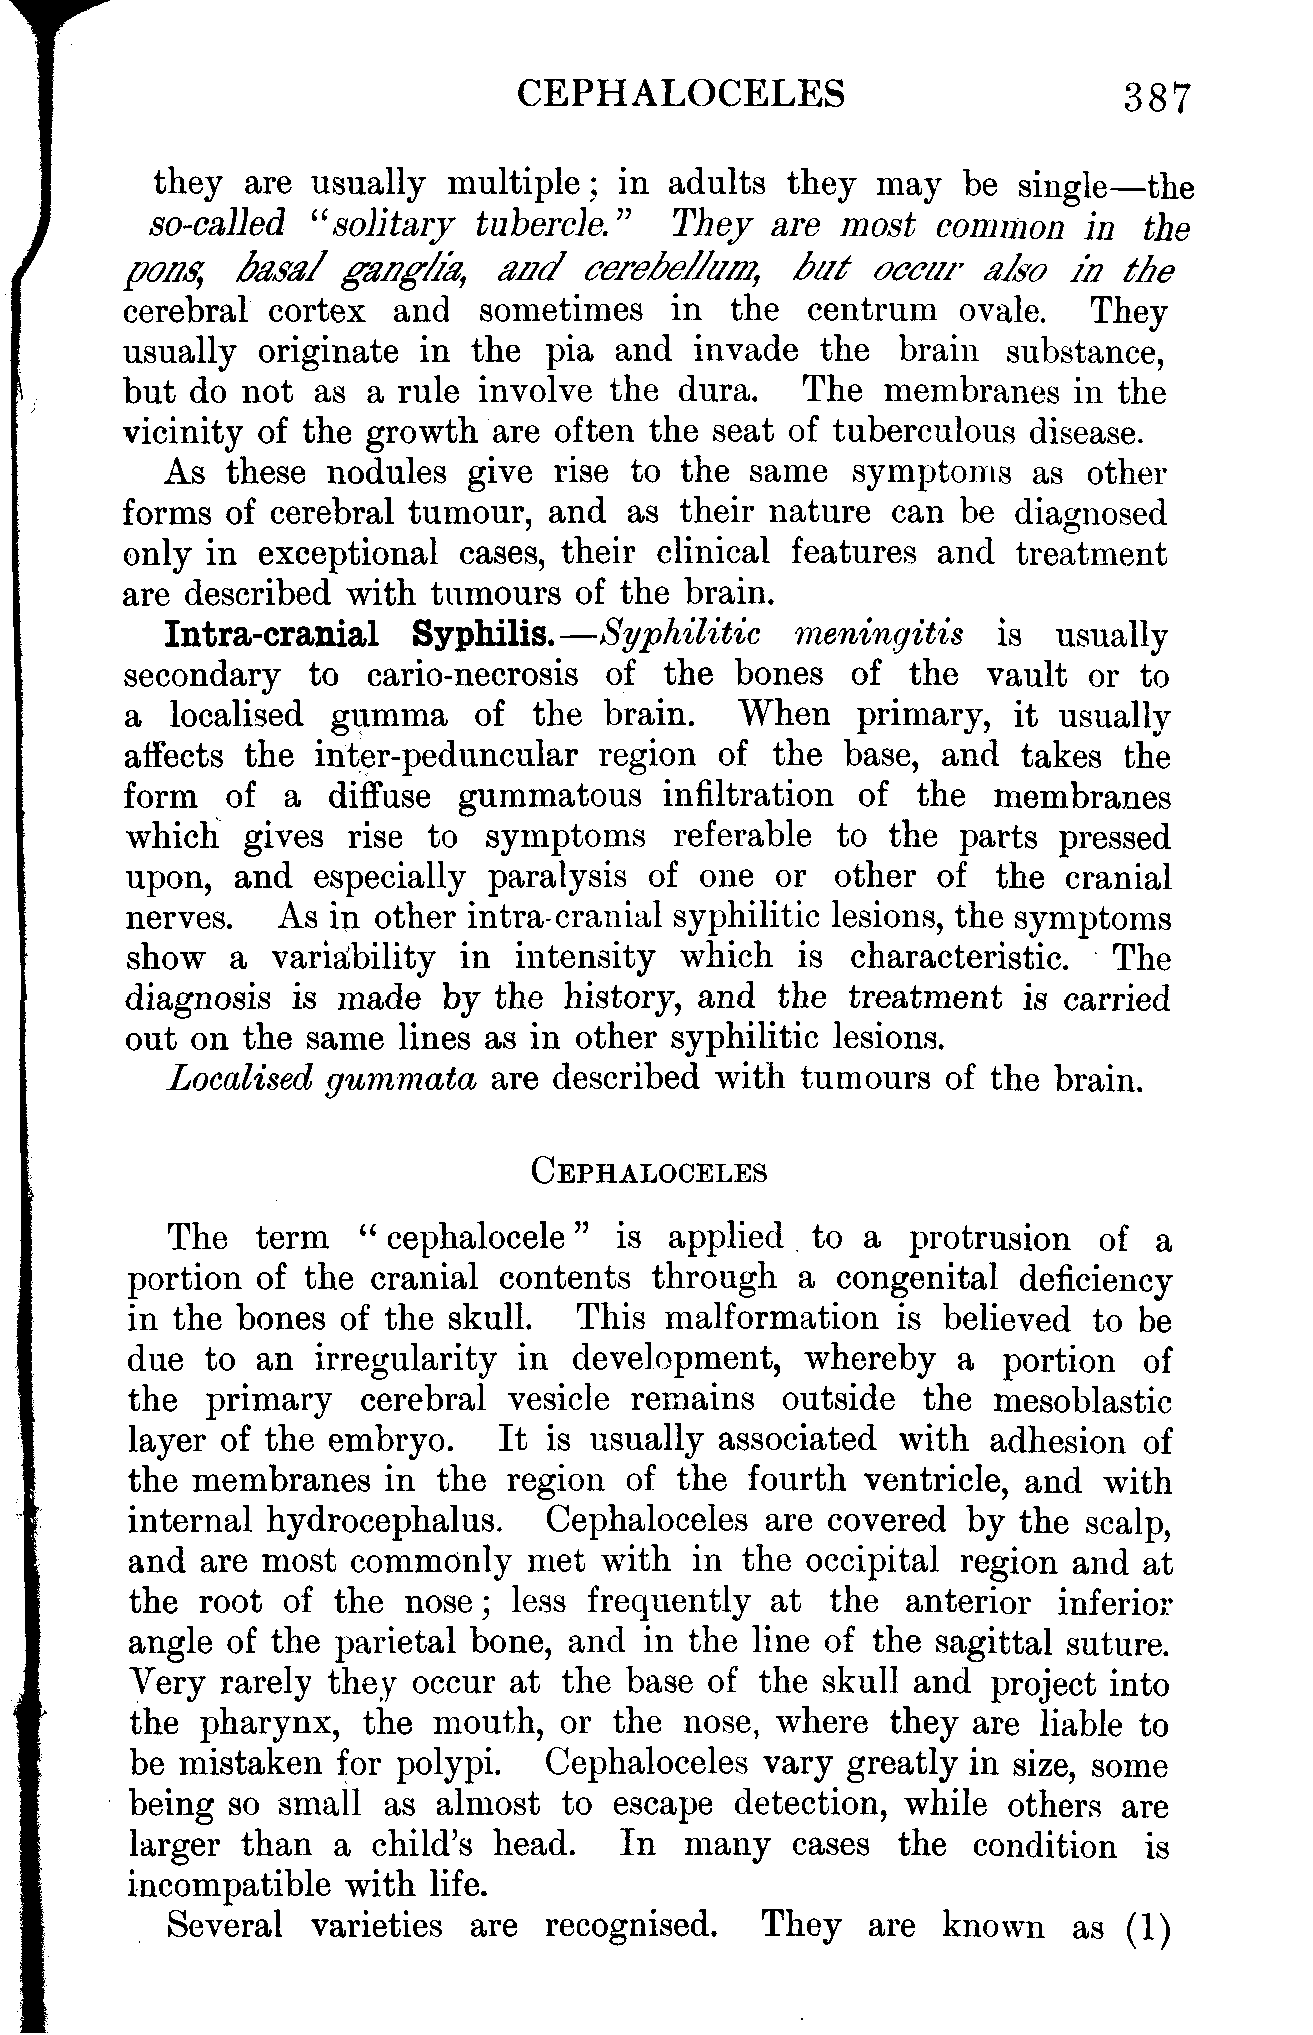 CEPHALOCELES 387
they are usually multiple; in adults they may be single—the
so-called “solitary tubercle.” They are most common in the
pons, basal ganglia, and cerebellum, but occur also in the
cerebral cortex and sometimes in the centrum ovale. They
usually originate in the pia and invade the brain substance,
but do not as a rule involve the dura. The membranes in the
vicinity of the growth are often the seat of tuberculous disease.
As these nodules give rise to the same symptoms as other
forms of cerebral tumour, and as their nature can be diagnosed
only in exceptional cases, their clinical features and treatment
are described with tumours of the brain.
Intra-cranial Syphilis.—Syphilitic meningitis is usually
secondary to cario-necrosis of the bones of the vault or to
a localised gumma of the brain. When primary, it usually
affects the inter-peduncular region of the base, and takes the
form of a diffuse gummatous infiltration of the membranes
which gives rise to symptoms referable to the parts pressed
upon, and especially paralysis of one or other of the cranial
nerves. As in other intra-cranial syphilitic lesions, the symptoms
show a variability in intensity which is characteristic. The
diagnosis is made by the history, and the treatment is carried
out on the same lines as in other syphilitic lesions.
Localised gummata are described with tumours of the brain.
CEPHALOCELES
The term “cephalocele” is applied to a protrusion of a
portion of the cranial contents through a congenital deficiency
in the bones of the skull. This malformation is believed to be
due to an irregularity in development, whereby a portion of
the primary cerebral vesicle remains outside the mesoblastic
layer of the embryo. It is usually associated with adhesion of
the membranes in the region of the fourth ventricle, and with
internal hydrocephalus. Cephaloceles are covered by the scalp,
and are most commonly met with in the occipital region and at
the root of the nose; less frequently at the anterior inferior
angle of the parietal bone, and in the line of the sagittal suture.
Very rarely they occur at the base of the skull and project into
the pharynx, the mouth, or the nose, where they are liable to
be mistaken for polypi. Cephaloceles vary greatly in size, some
being so small as almost to escape detection, while others are
larger than a child’s head. In many cases the condition is
incompatible with life.
Several varieties are recognised. They are known as (1)